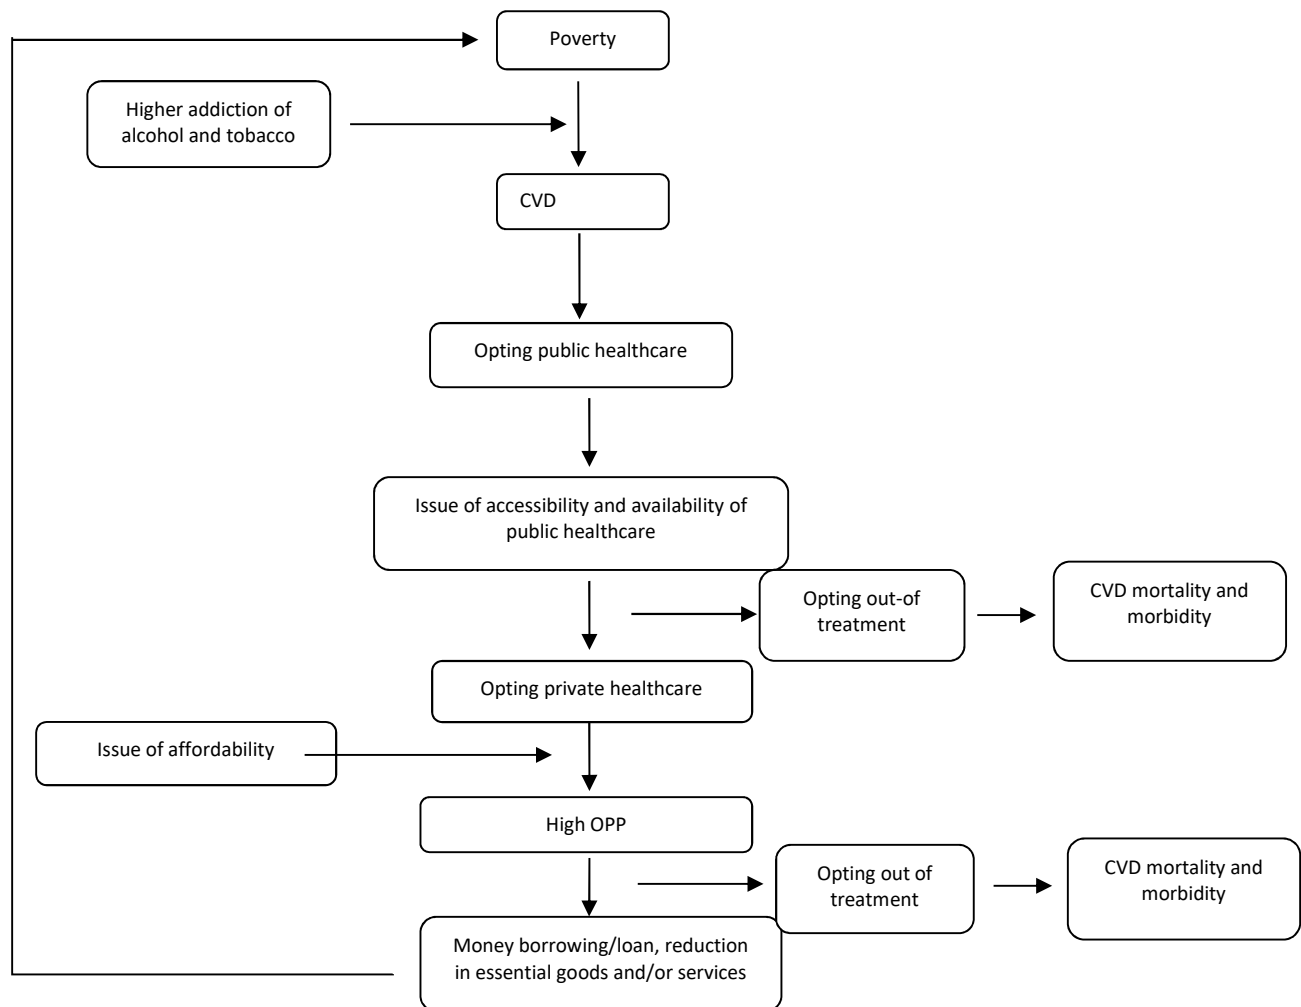 Poverty
Higher addiction of
alcohol and tobacco
CVD
Opting public healthcare
Issue of accessibility and availability of
public healthcare
Opting out-of
treatment
CVD mortality and
morbidity
Opting private healthcare
Issue of affordability
High OPP
Opting out of
treatment
CVD mortality and
morbidity
Money borrowing/loan, reduction
in essential goods and/or services